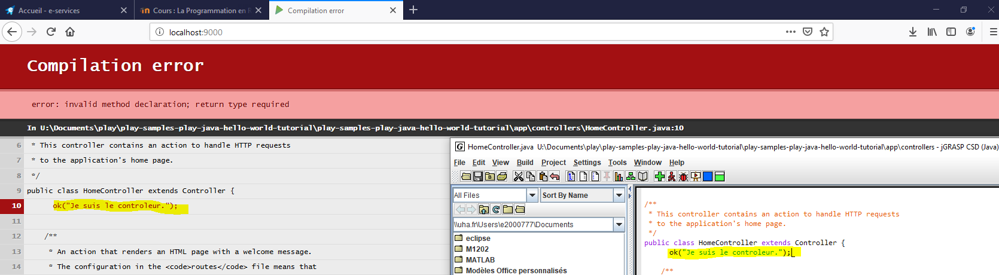 Accueil - e-services
Cours : La Programmation en
Compilation error
localhost:9000
Compilation error
error: invalid method declaration; return type required
In U:\Documents\play\play-samples-play-java-hello-world-tutorial\play-samples-play-java-hello-world-tutorial\app\controllers\HomeController.java:10
6 * This controller contains an action to handle HTTP requests
7 * to the application's home page.
8 */
9 public class HomeController extends Controller {
10 ok("Je suis le controleur.");
11
12 /**
13 * An action that renders an HTML page with a welcome message.
14 * The configuration in the <code>routes</code> file means that
HomeController.java U:\Documents\play\play-samples-play-java-hello-world-tutorial\play-samples-play-java-hello-world-tutorial\app\controllers - jGRASP CSD (Java)
File Edit View Build Project Settings Tools Window Help
All Files Sort By Name
\\uha.fr\Users\e2000777\Documents
eclipse
M1202
MATLAB
Modèles Office personnalisés
/**
* This controller contains an action to handle HTTP requests
* to the application's home page.
*/
public class HomeController extends Controller {
ok("Je suis le controleur.");
/**